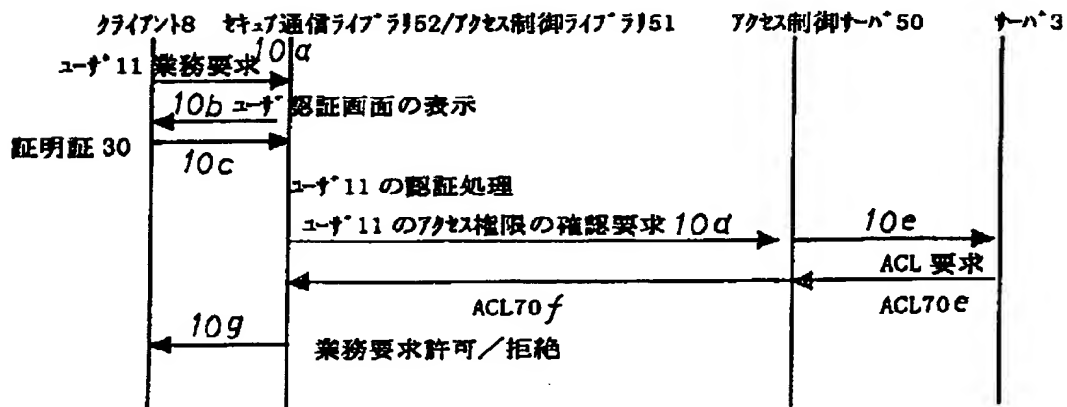 クライアント8 セキュア通信ライブラリ52/アクセス制御ライブラリ51 アクセス制御サーバ50 サーバ3
ユーザ11 業務要求 10a
10b ユーザ認証画面の表示
証明証30
10c
ユーザ11の認証処理
ユーザ11のアクセス権限の確認要求 10d 10e
ACL要求
ACL70f ACL70e
10g
業務要求許可/拒絶